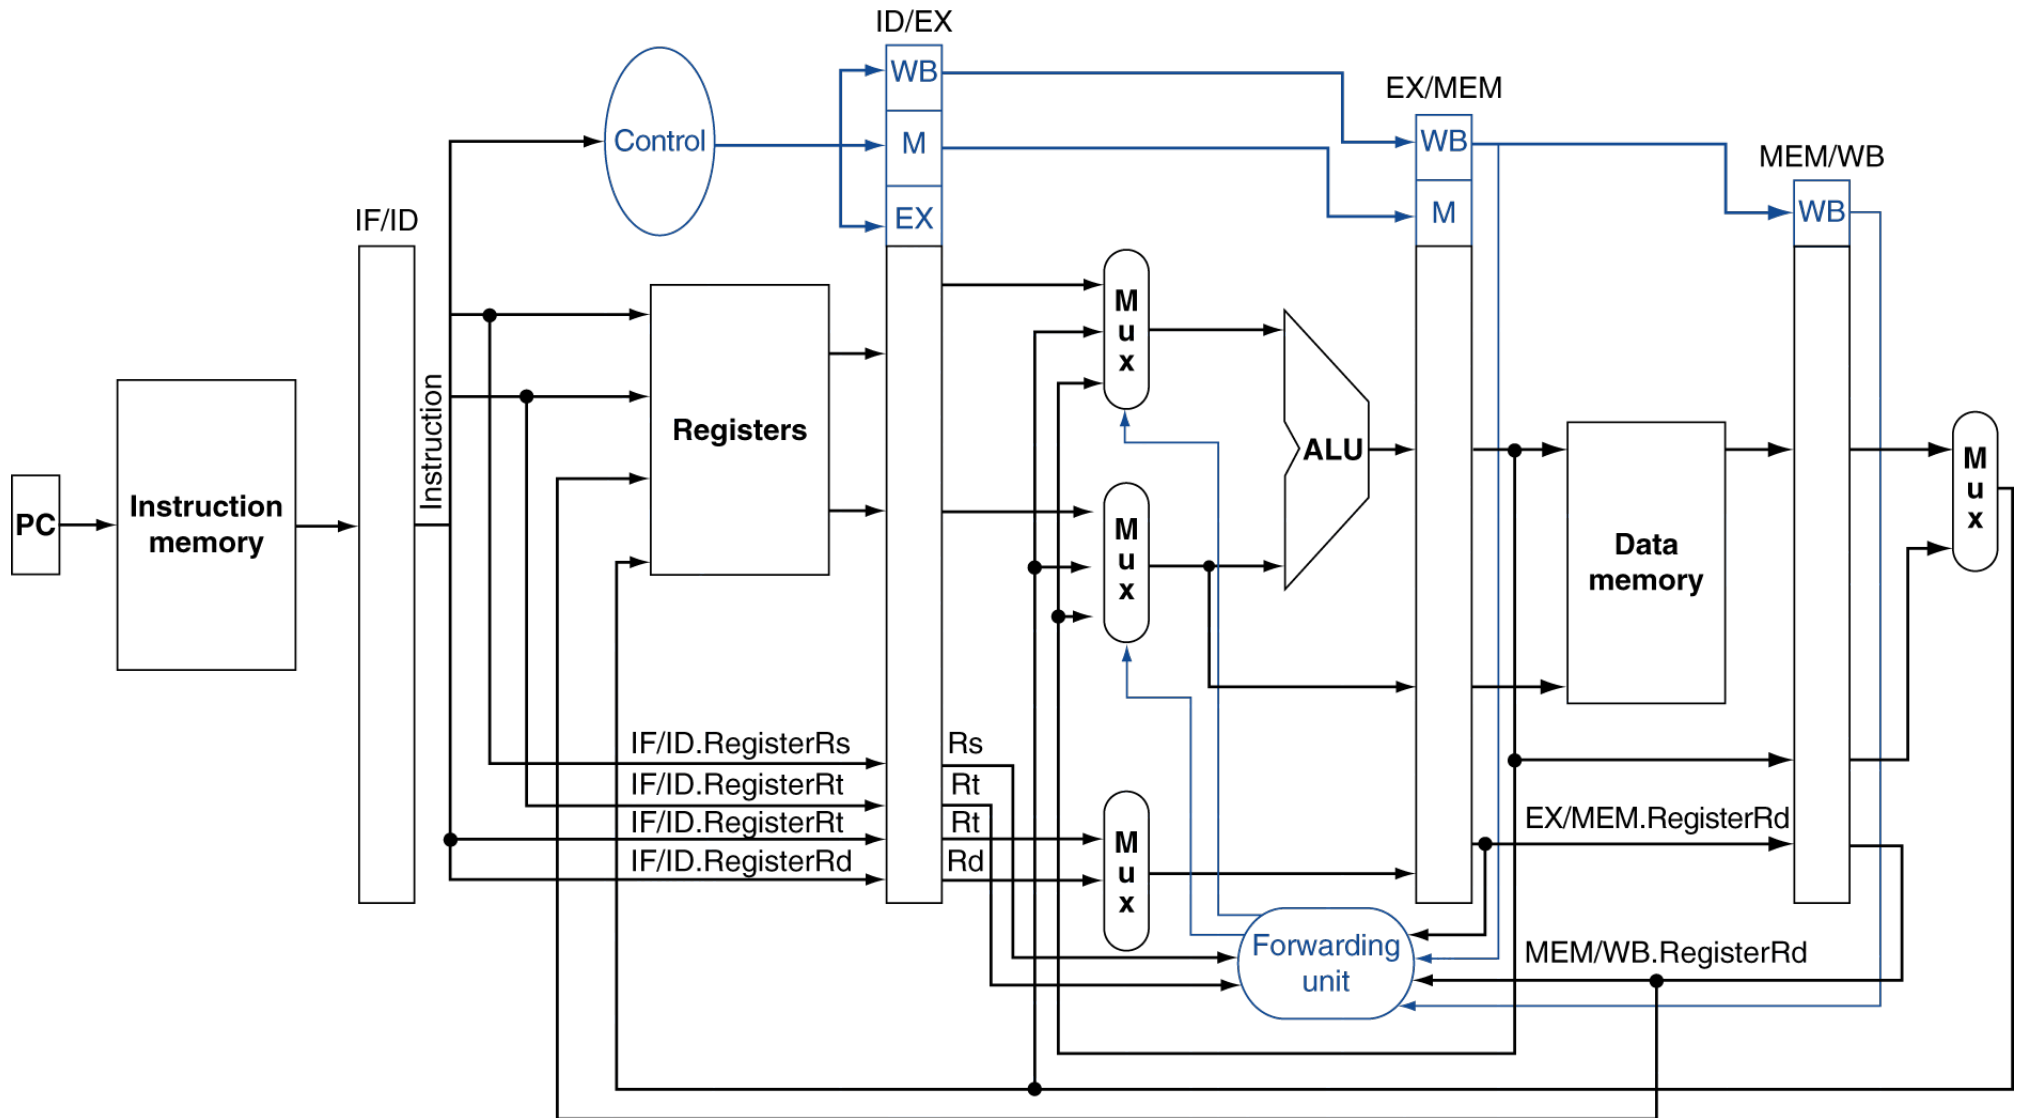 ID/EX
WB
EX/MEM
Control
M
WB
MEM/WB
EX
M
WB
IF/ID
M
u
x
Instruction
Registers
ALU
M
u
x
PC
Instruction
memory
M
u
x
Data
memory
IF/ID.RegisterRs
Rs
IF/ID.RegisterRt
Rt
IF/ID.RegisterRt
Rt
IF/ID.RegisterRd
Rd
M
u
x
EX/MEM.RegisterRd
Forwarding
unit
MEM/WB.RegisterRd